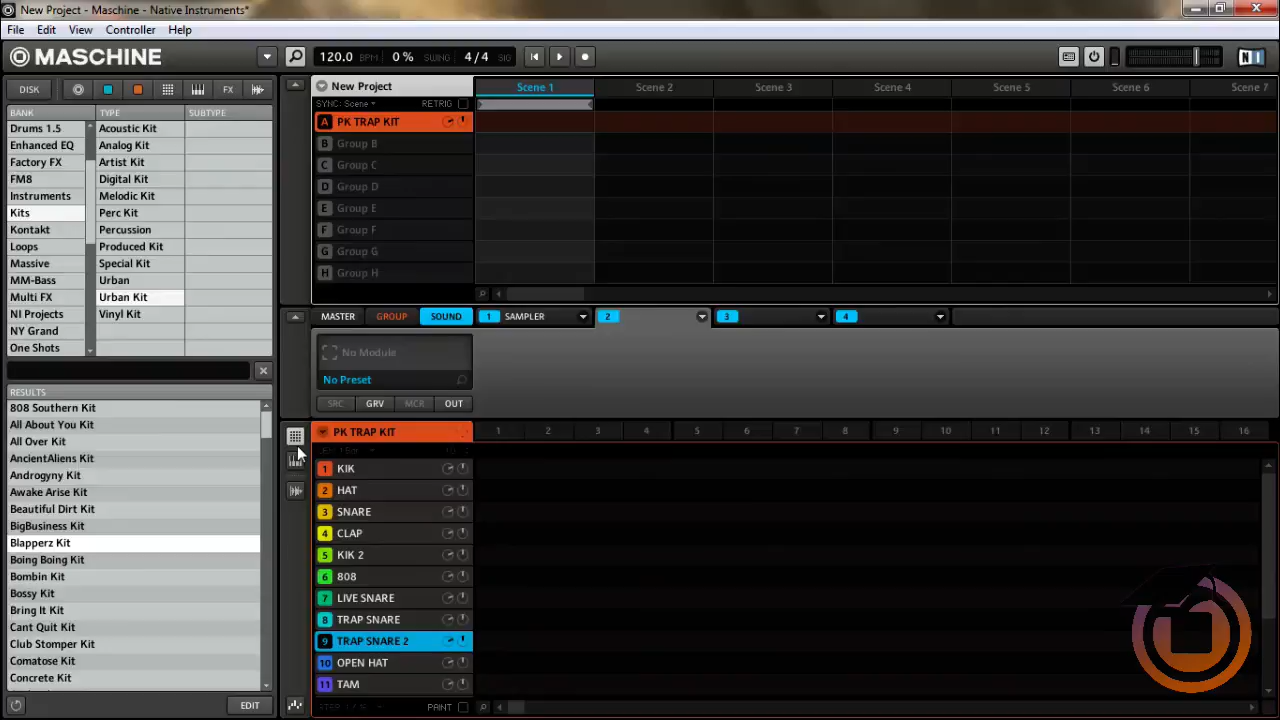 New Project - Maschine - Native Instruments*
File Edit View Controller Help
MASCHINE 120.0 BPM 0% SWING 4/4 SIG
DISK FX
BANK TYPE SUBTYPE
Drums 1.5 Acoustic Kit
Enhanced EQ Analog Kit
Factory FX Artist Kit
FM8 Digital Kit
Instruments Melodic Kit
Kits Perc Kit
Kontakt Percussion
Loops Produced Kit
Massive Special Kit
MM-Bass Urban
Multi FX Urban Kit
NI Projects Vinyl Kit
NY Grand
One Shots
RESULTS
808 Southern Kit
All About You Kit
All Over Kit
AncientAliens Kit
Androgyny Kit
Awake Arise Kit
Beautiful Dirt Kit
BigBusiness Kit
Blapperz Kit
Boing Boing Kit
Bombin Kit
Bossy Kit
Bring It Kit
Cant Quit Kit
Club Stomper Kit
Comatose Kit
Concrete Kit
EDIT
New Project Scene 1 Scene 2 Scene 3 Scene 4 Scene 5 Scene 6 Scene 7
SYNC: Scene RETRIG
A PK TRAP KIT
B Group B
C Group C
D Group D
E Group E
F Group F
G Group G
H Group H
MASTER GROUP SOUND 1 SAMPLER 2 3 4
No Module
No Preset
SRC GRV MCR OUT
PK TRAP KIT 1 2 3 4 5 6 7 8 9 10 11 12 13 14 15 16
1 KIK
2 HAT
3 SNARE
4 CLAP
5 KIK 2
6 808
7 LIVE SNARE
8 TRAP SNARE
9 TRAP SNARE 2
10 OPEN HAT
11 TAM
PAINT